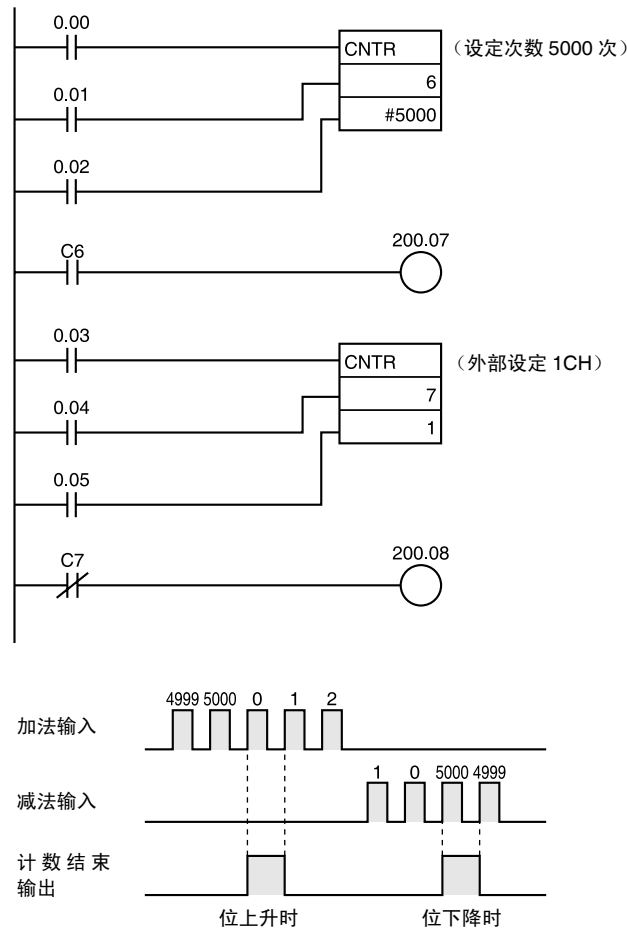 0.00
CNTR
（设定次数 5000 次）
6
0.01
#5000
0.02
C6
200.07
0.03
CNTR
（外部设定 1CH）
7
0.04
1
0.05
C7
200.08
4999 5000 0 1 2
加法输入
1 0 5000 4999
减法输入
计数结束
输出
位上升时 位下降时